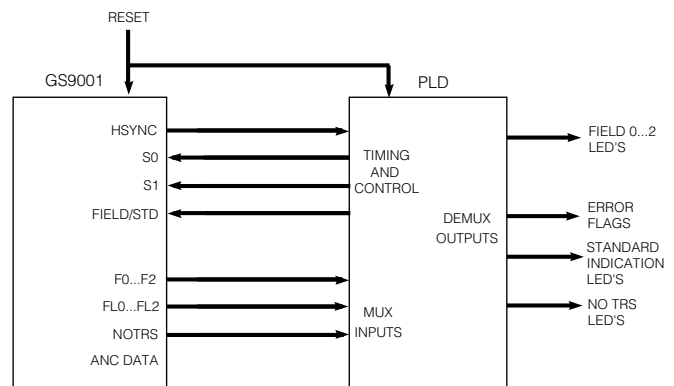 RESET
GS9001
PLD
HSYNC
S0
S1
FIELD/STD
F0...F2
FL0...FL2
NOTRS
ANC DATA
TIMING
AND
CONTROL
MUX
INPUTS
DEMUX
OUTPUTS
FIELD 0...2
LED'S
ERROR
FLAGS
STANDARD
INDICATION
LED'S
NO TRS
LED'S